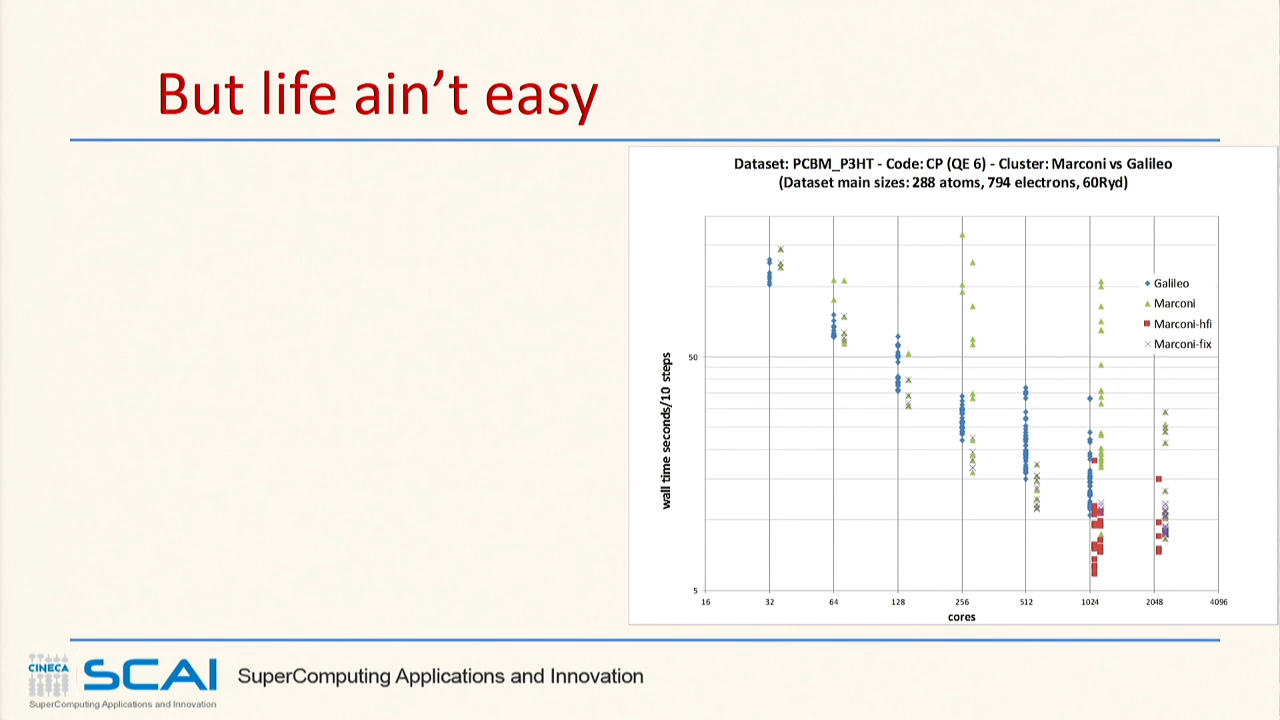 But life ain't easy
Dataset: PCBM_P3HT - Code: CP (QE 6) - Cluster: Marconi vs Galileo
(Dataset main sizes: 288 atoms, 794 electrons, 60Ryd)
Galileo
Marconi
Marconi-hfi
Marconi-fix
wall time seconds/10 steps
50
5
16 32 64 128 256 512 1024 2048 4096
cores
CINECA SCAI SuperComputing Applications and Innovation
SuperComputing Applications and Innovation